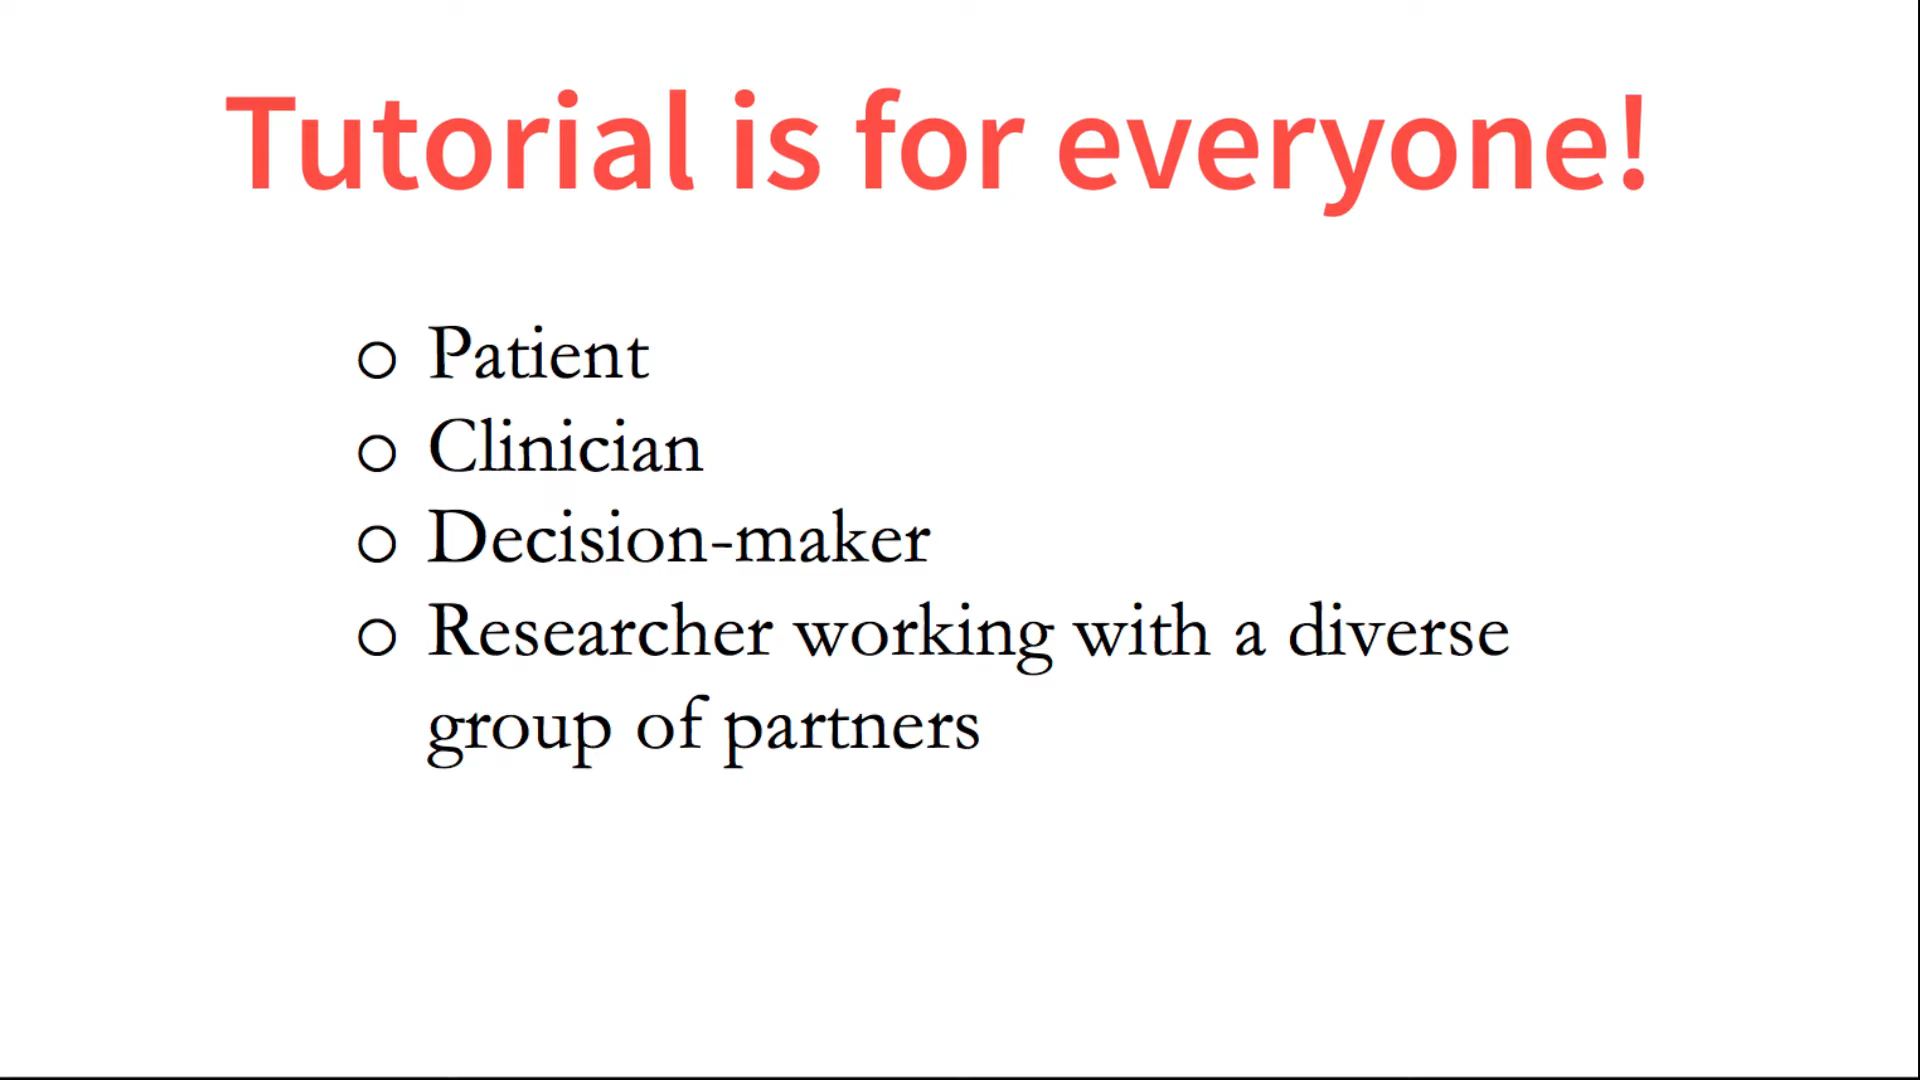 Tutorial is for everyone!
o Patient
o Clinician
o Decision-maker
o Researcher working with a diverse
group of partners